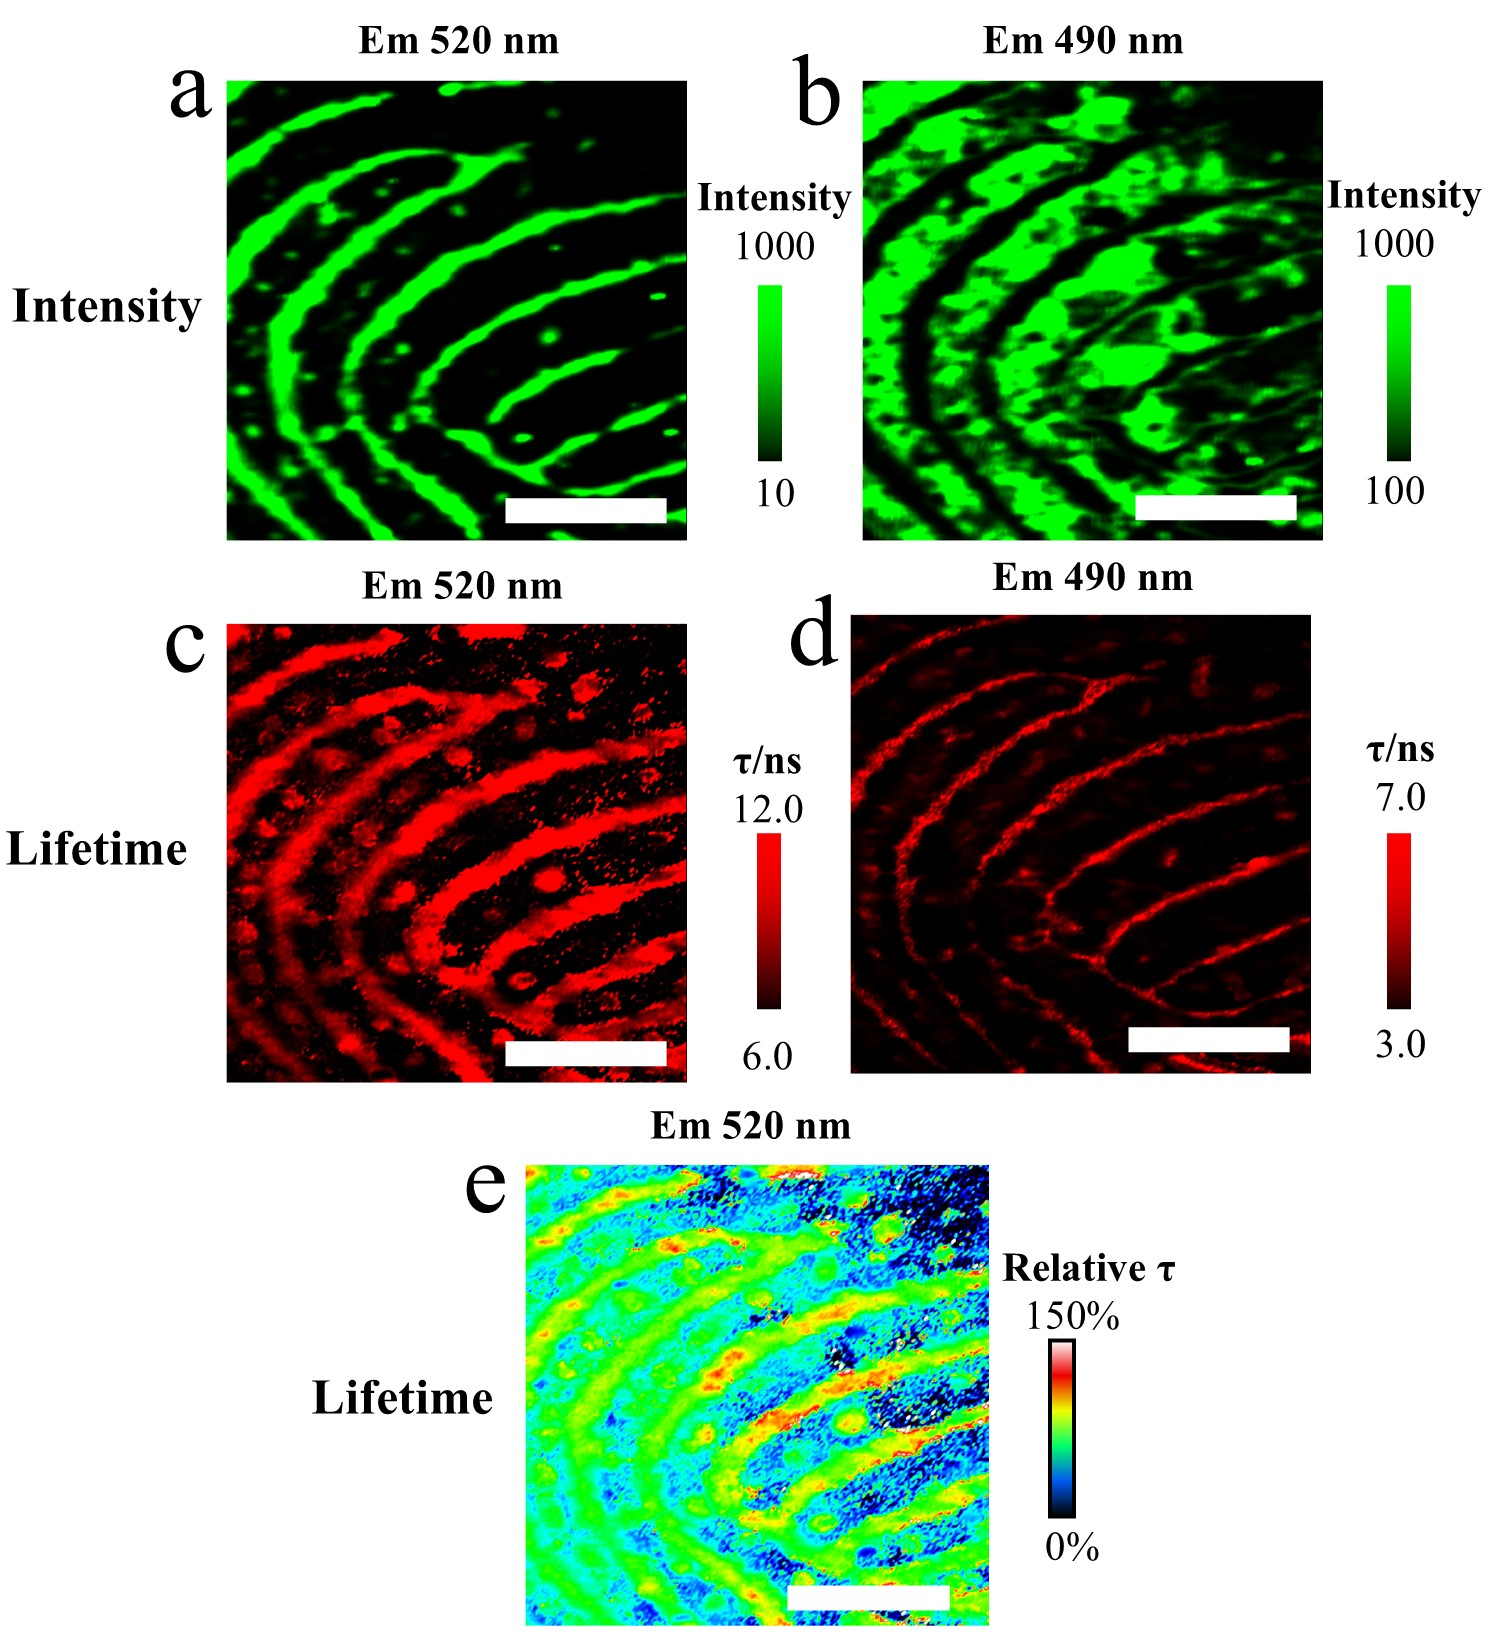 Em 520 nm
Em 490 nm
a
b
Intensity
Intensity
1000
10
Intensity
1000
100
Em 520 nm
Em 490 nm
c
d
Lifetime
τ/ns
12.0
6.0
τ/ns
7.0
3.0
Em 520 nm
e
Lifetime
Relative τ
150%
0%